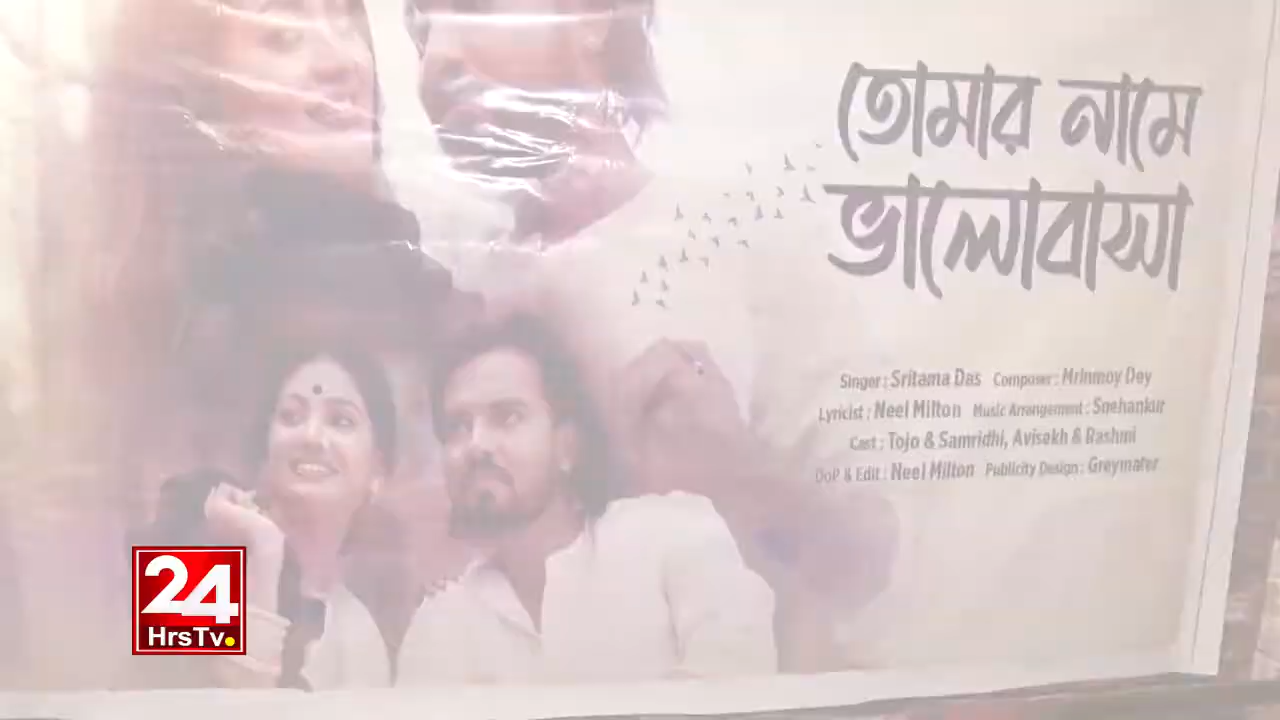 তোমার নামে
ভালোবাসা
Singer : Sritama Das Composer : Mrinmoy Dey
Lyricist : Neel Milton Music Arrangement : Snehankur
Cast : Tojo & Samridhi, Avisekh & Rashmi
DoP & Edit : Neel Milton Publicity Design : Greymater
24
HrsTv.